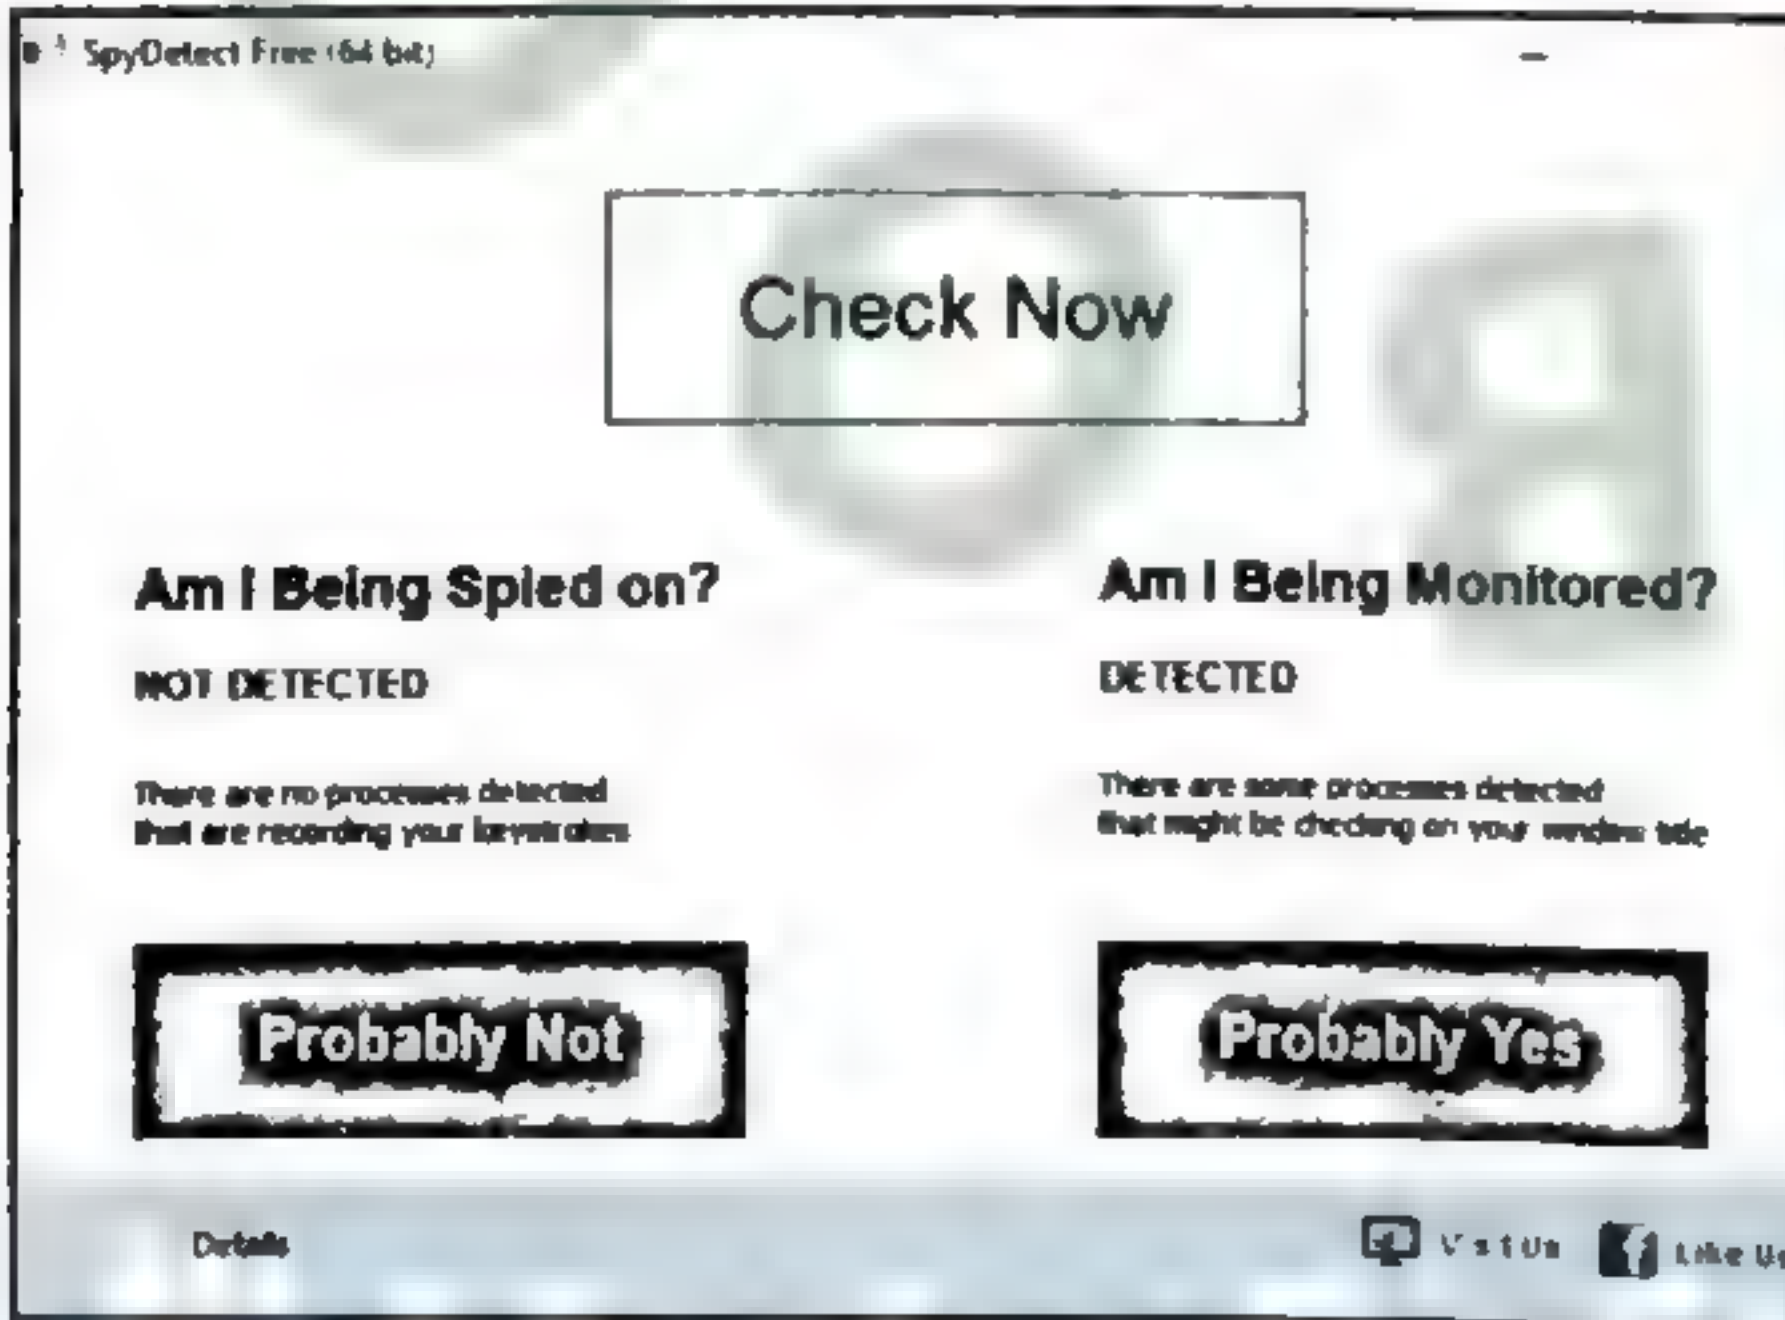 SpyDetect Free (64 bit)
Check Now
Am I Being Spied on?
NOT DETECTED
There are no processes detected
that are recording your keystrokes
Probably Not
Am I Being Monitored?
DETECTED
There are some processes detected
that might be checking on your window title
Probably Yes
Details
Visit Us
Like Us